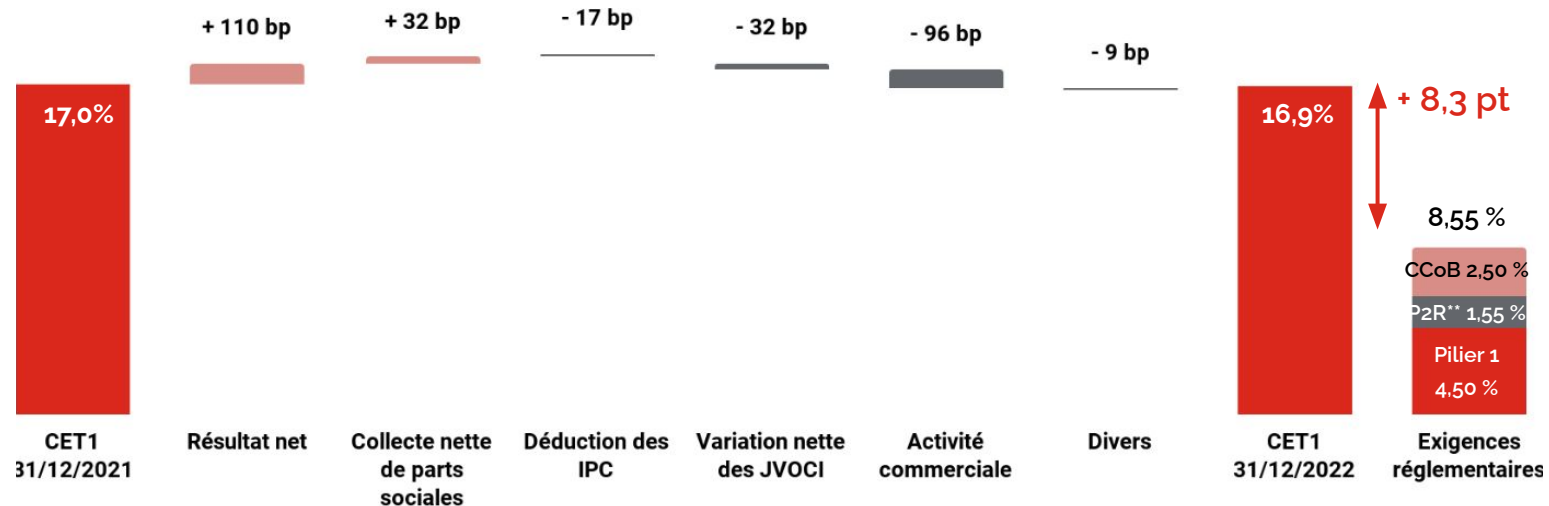 + 110 bp
+ 32 bp
- 17 bp
- 32 bp
- 96 bp
- 9 bp
17,0%
16,9%
+ 8,3 pt
8,55 %
CCoB 2,50 %
P2R** 1,55 %
Pilier 1
4,50 %
CET1
31/12/2021
Résultat net
Collecte nette
de parts
sociales
Déduction des
IPC
Variation nette
des JVOCI
Activité
commerciale
Divers
CET1
31/12/2022
Exigences
réglementaires